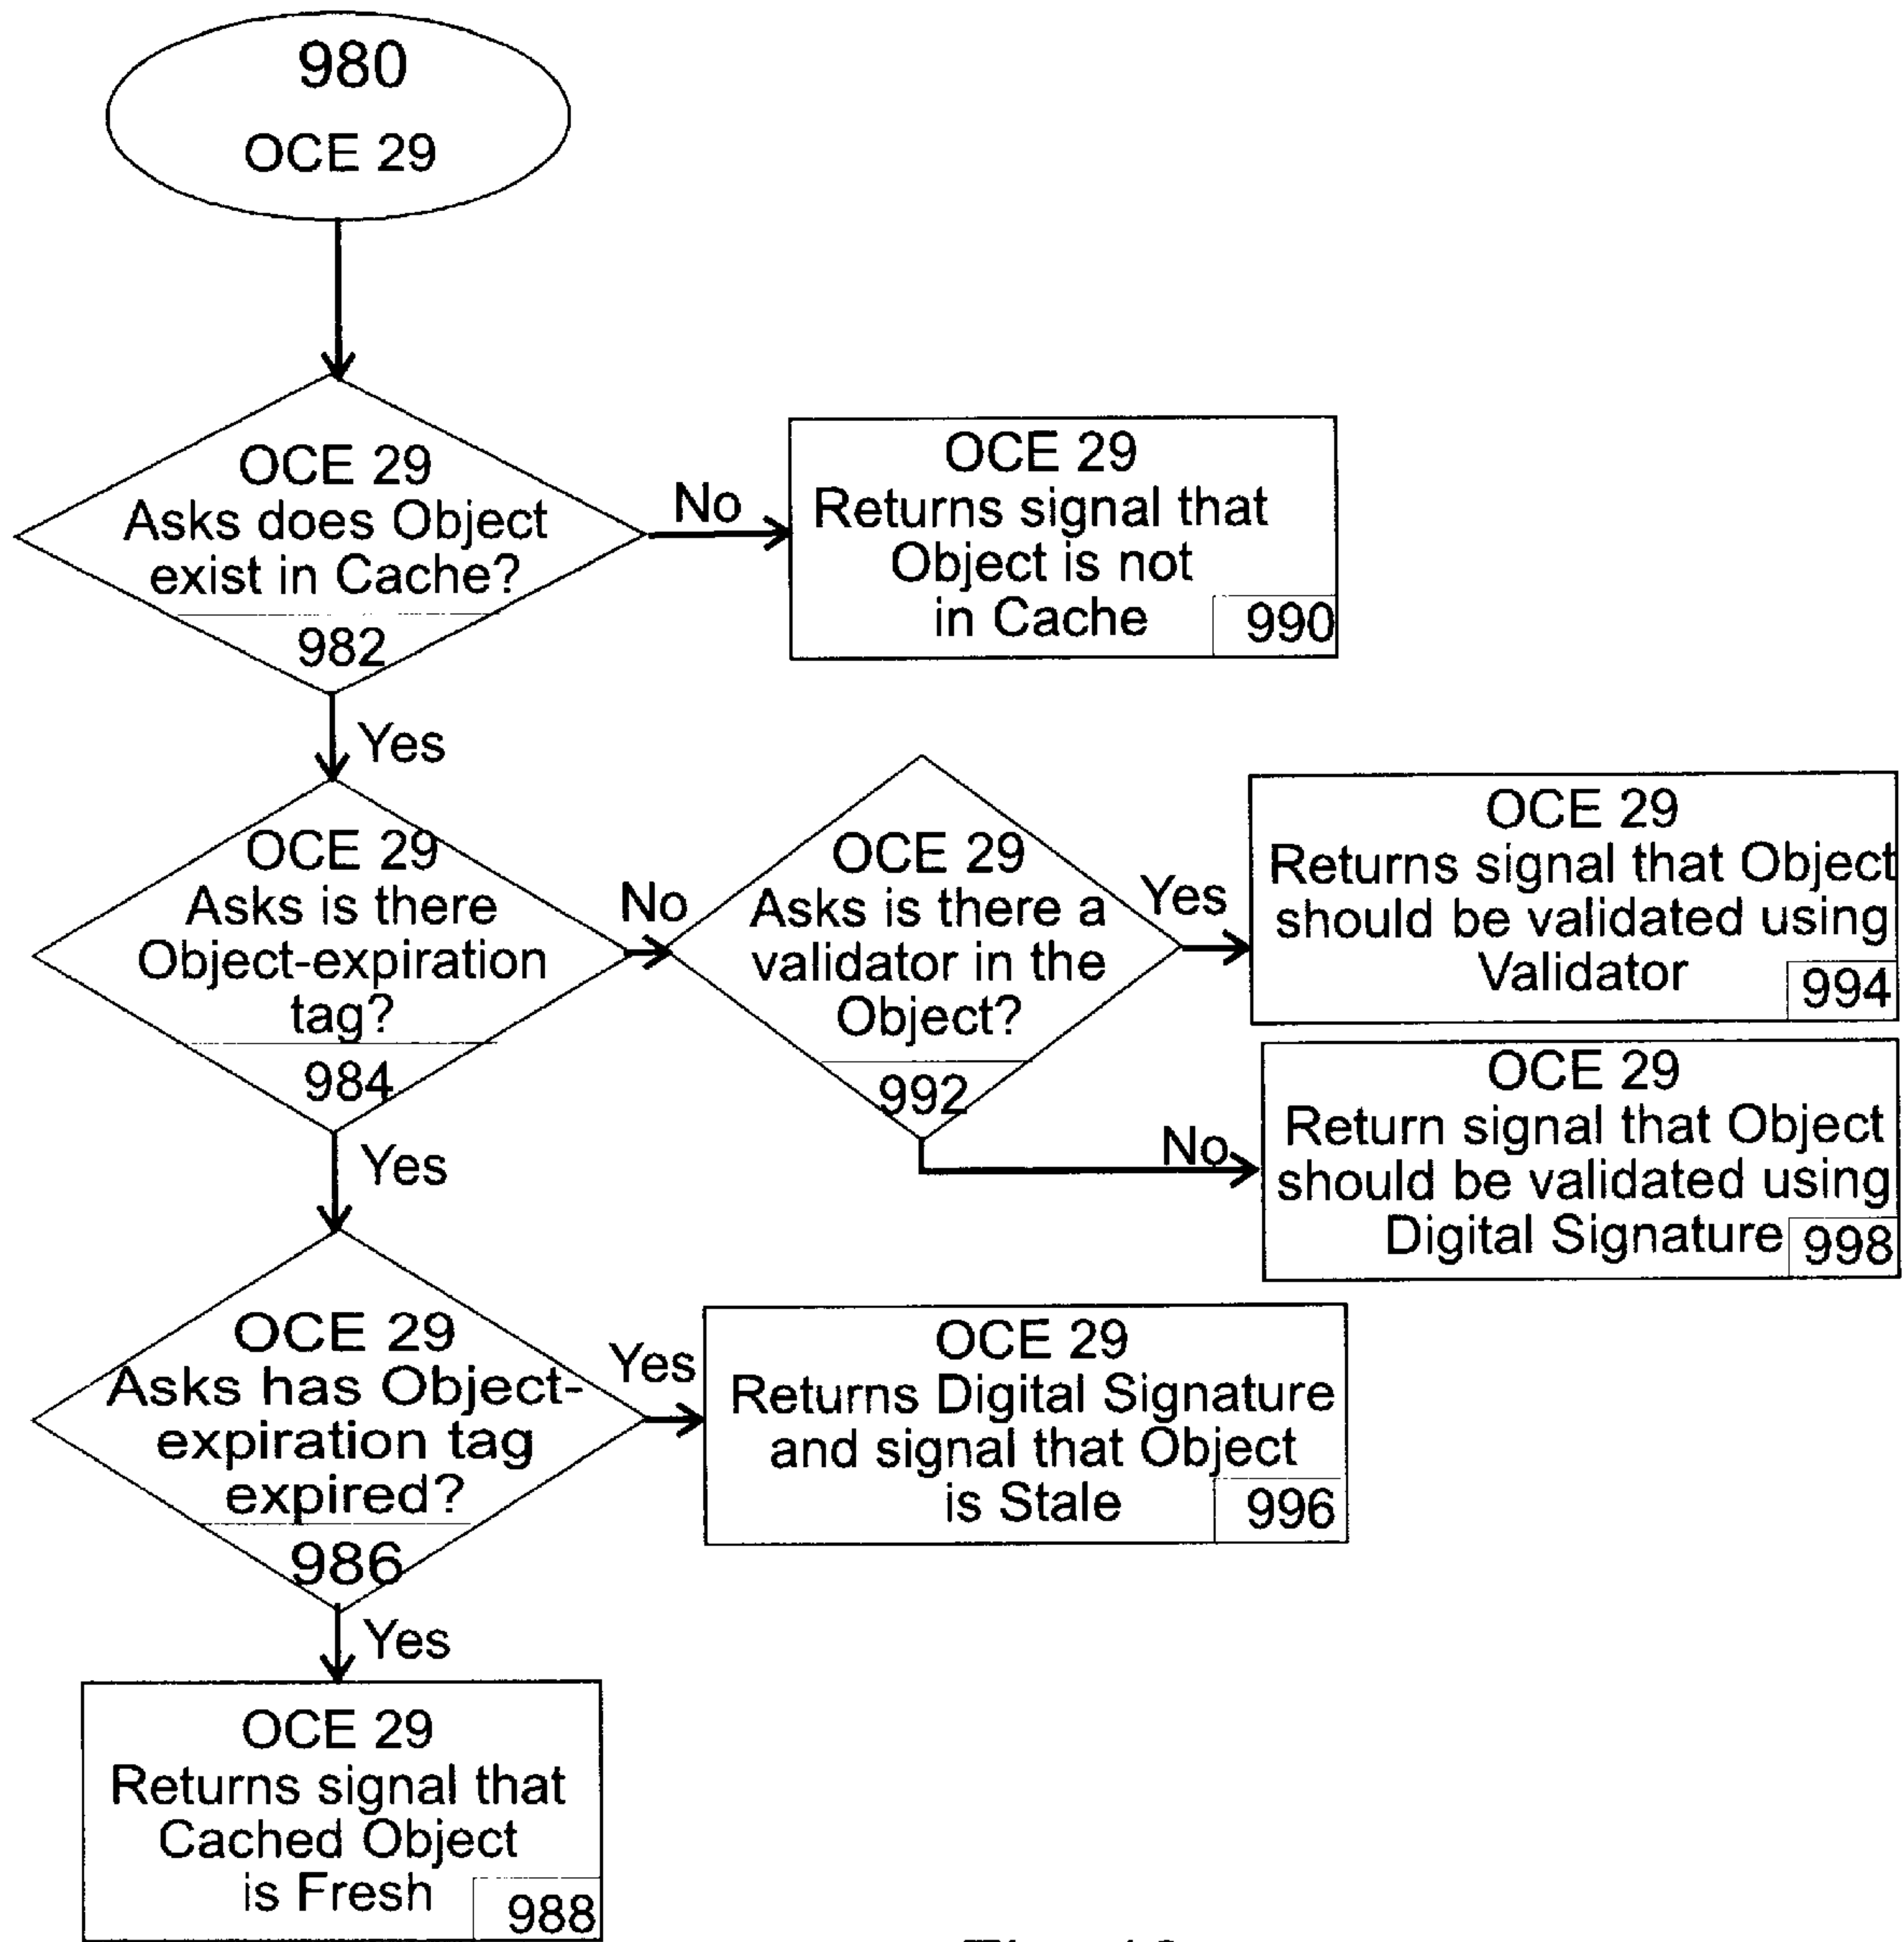 980
OCE 29
OCE 29
Asks does Object
exist in Cache?
982
No
OCE 29
Returns signal that
Object is not
in Cache
990
Yes
OCE 29
Asks is there
Object-expiration
tag?
984
No
OCE 29
Asks is there a
validator in the
Object?
992
Yes
OCE 29
Returns signal that Object
should be validated using
Validator
994
No
OCE 29
Return signal that Object
should be validated using
Digital Signature
998
Yes
OCE 29
Asks has Object-
expiration tag
expired?
986
Yes
OCE 29
Returns Digital Signature
and signal that Object
is Stale
996
Yes
OCE 29
Returns signal that
Cached Object
is Fresh
988